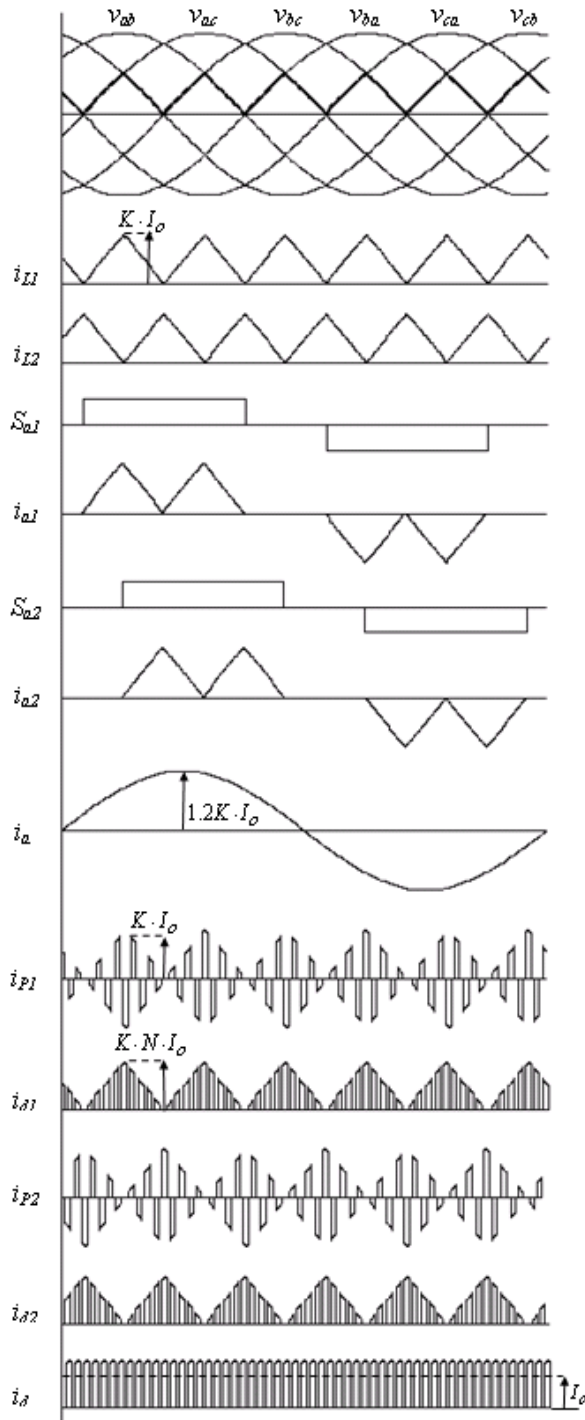 v_ab v_ac v_bc v_ba v_ca v_cb
K · I_o
i_L1
i_L2
S_a1
i_a1
S_a2
i_a2
1.2K · I_o
i_a
K · I_o
i_P1
K · N · I_o
i_d1
i_P2
i_d2
I_o
i_d